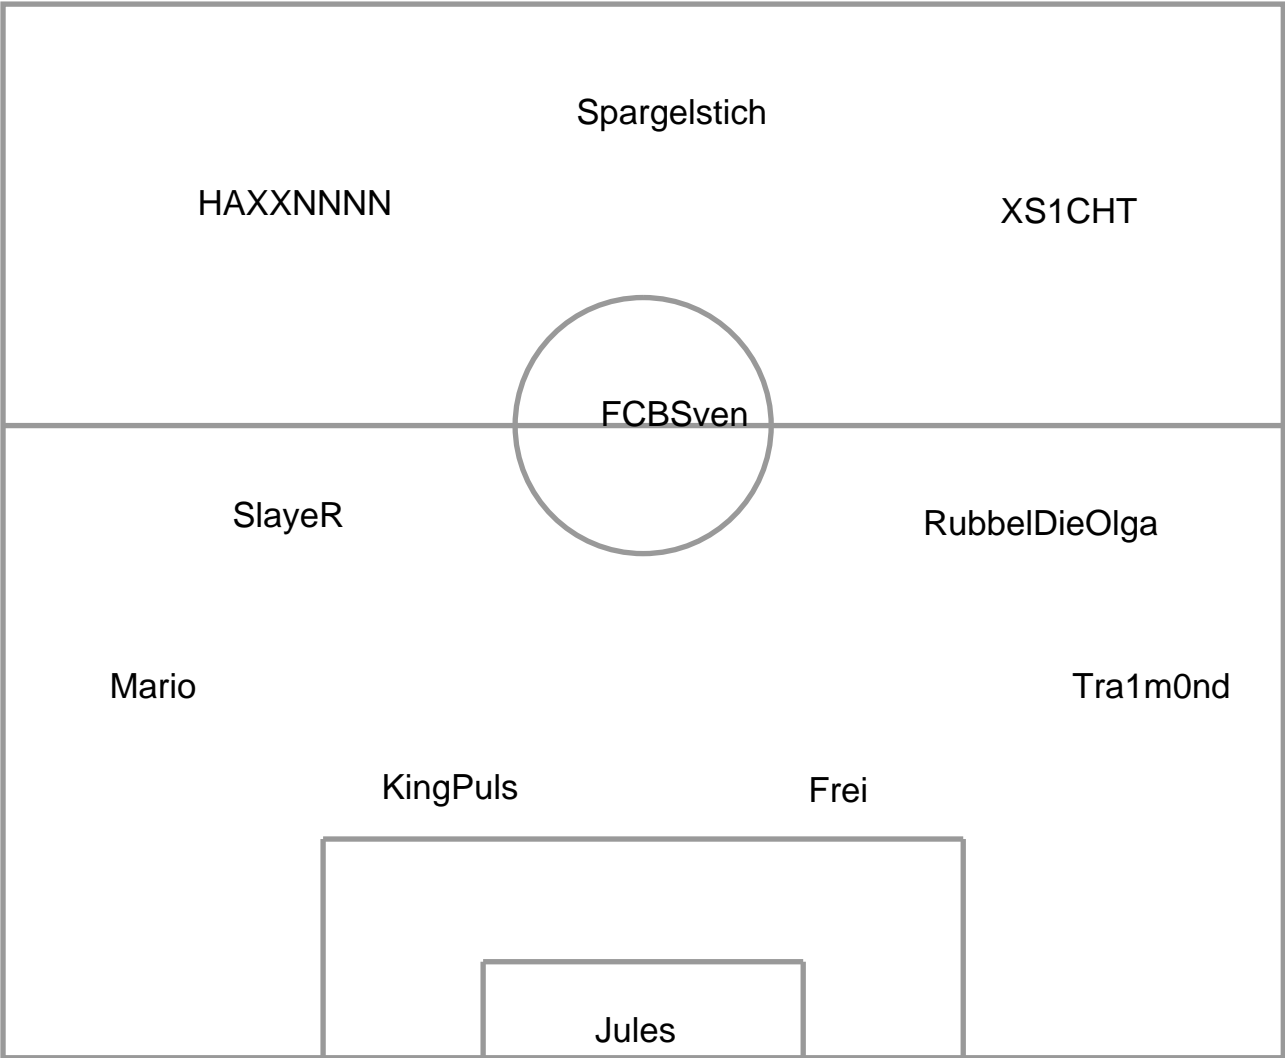 Spargelstich
HAXXNNNN
XS1CHT
FCBSven
SlayeR
RubbelDieOlga
Mario
Tra1m0nd
KingPuls
Frei
Jules